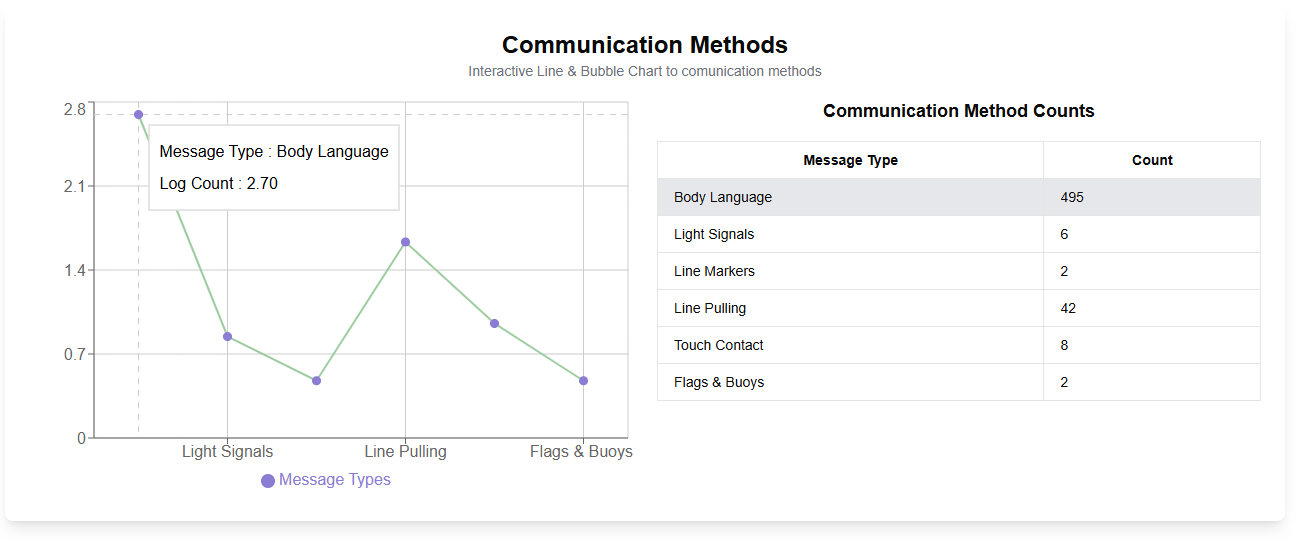 Communication Methods
Interactive Line & Bubble Chart to comunication methods
2.8
2.1
1.4
0.7
0
Message Type : Body Language
Log Count : 2.70
Light Signals
Line Pulling
Flags & Buoys
Message Types
Communication Method Counts
Message Type Count
Body Language 495
Light Signals 6
Line Markers 2
Line Pulling 42
Touch Contact 8
Flags & Buoys 2